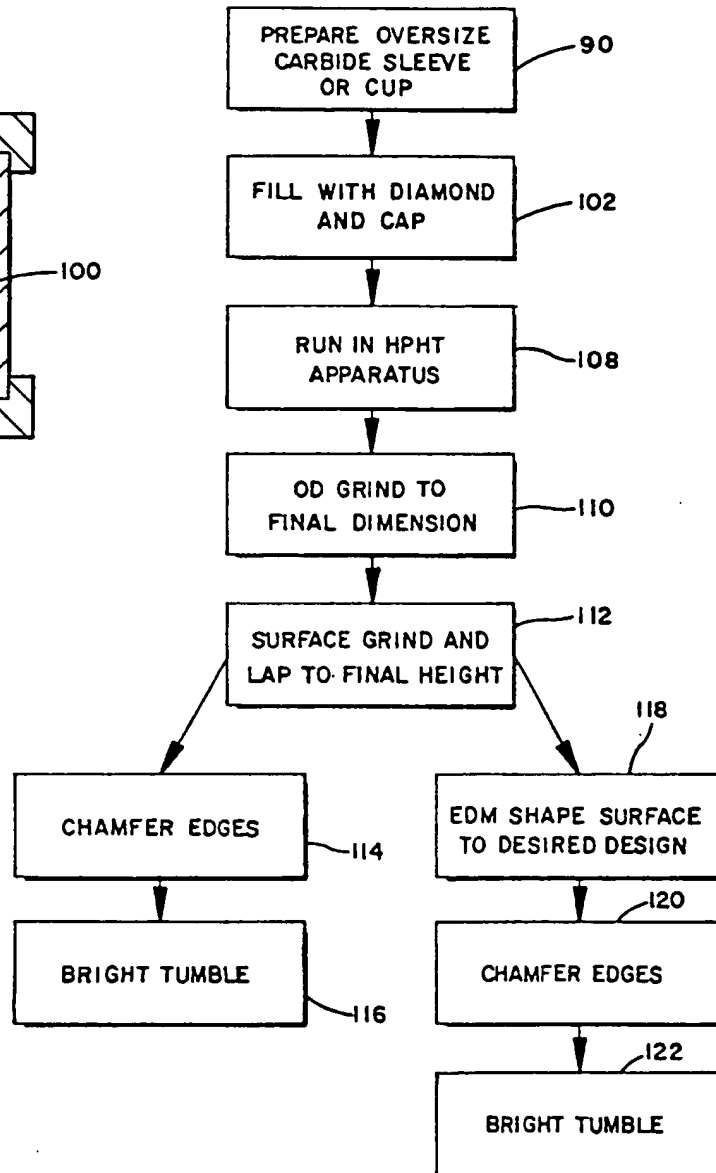 PREPARE OVERSIZE
CARBIDE SLEEVE
OR CUP
90
FILL WITH DIAMOND
AND CAP
102
100
RUN IN HPHT
APPARATUS
108
OD GRIND TO
FINAL DIMENSION
110
SURFACE GRIND AND
LAP TO FINAL HEIGHT
112
CHAMFER EDGES
114
BRIGHT TUMBLE
116
118
EDM SHAPE SURFACE
TO DESIRED DESIGN
120
CHAMFER EDGES
122
BRIGHT TUMBLE